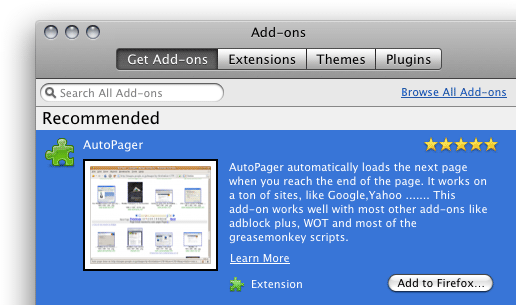 Add-ons
Get Add-ons Extensions Themes Plugins
Search All Add-ons Browse All Add-ons
Recommended
AutoPager
AutoPager automatically loads the next page
when you reach the end of the page. It works on
a ton of sites, like Google,Yahoo ....... This
add-on works well with most other add-ons like
adblock plus, WOT and most of the
greasemonkey scripts.
Learn More
Extension Add to Firefox...